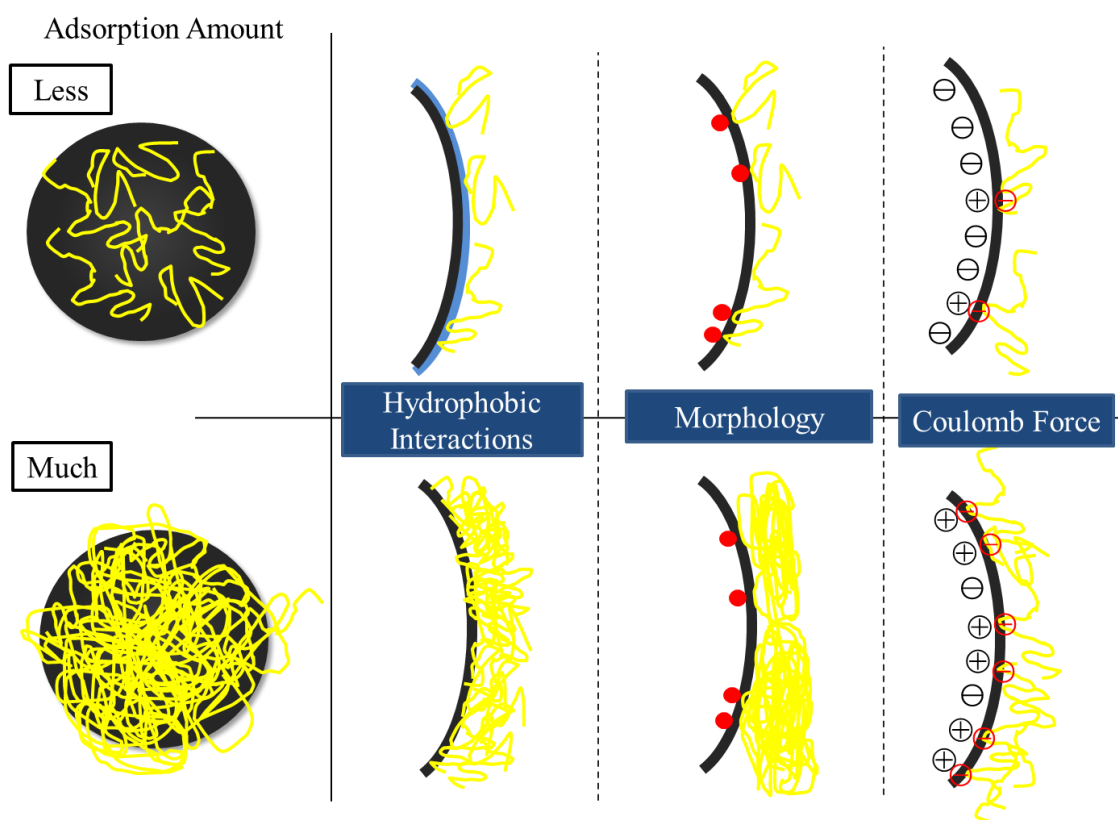 Adsorption Amount
Less
Hydrophobic
Interactions
Morphology
Coulomb Force
Much